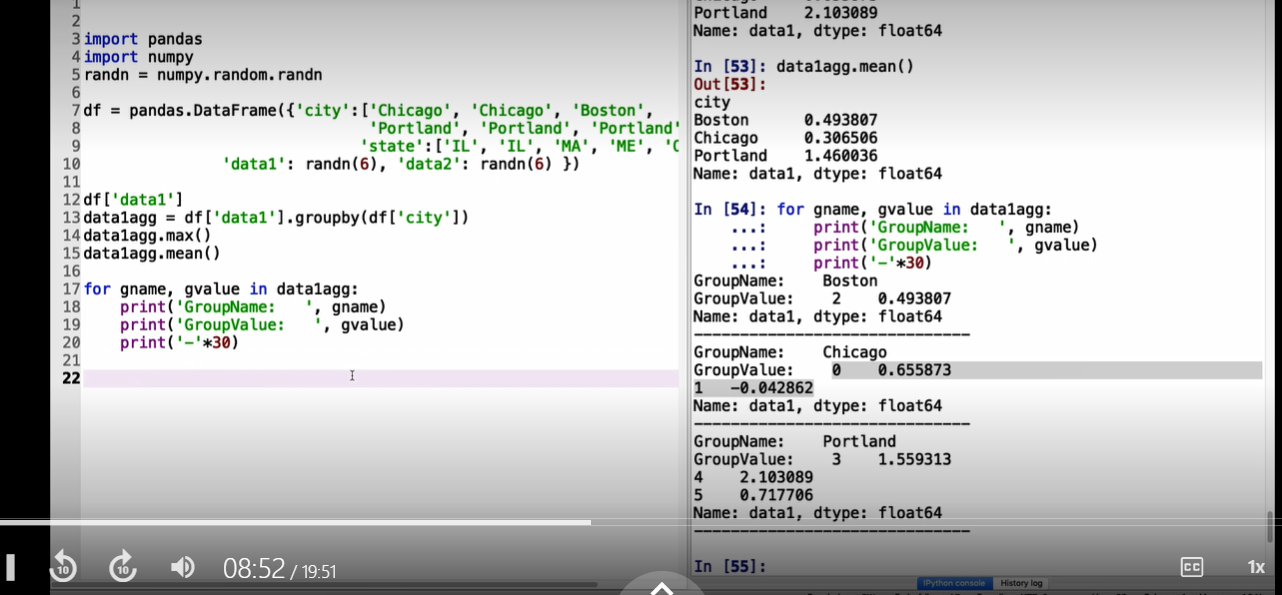 1
2
3 import pandas
4 import numpy
5 randn = numpy.random.randn
6
7 df = pandas.DataFrame({'city':['Chicago', 'Chicago', 'Boston',
8 'Portland', 'Portland', 'Portland'
9 'state':['IL', 'IL', 'MA', 'ME',
10 'data1': randn(6), 'data2': randn(6) })
11
12 df['data1']
13 data1agg = df['data1'].groupby(df['city'])
14 data1agg.max()
15 data1agg.mean()
16
17 for gname, gvalue in data1agg:
18 print('GroupName:   ', gname)
19 print('GroupValue:   ', gvalue)
20 print('-'*30)
21
22
Portland    2.103089
Name: data1, dtype: float64
In [53]: data1agg.mean()
Out[53]:
city
Boston      0.493807
Chicago     0.306506
Portland    1.460036
Name: data1, dtype: float64
In [54]: for gname, gvalue in data1agg:
...:     print('GroupName:   ', gname)
...:     print('GroupValue:   ', gvalue)
...:     print('-'*30)
GroupName:    Boston
GroupValue:    2    0.493807
Name: data1, dtype: float64
------------------------------
GroupName:    Chicago
GroupValue:    0    0.655873
1   -0.042862
Name: data1, dtype: float64
------------------------------
GroupName:    Portland
GroupValue:    3    1.559313
4    2.103089
5    0.717706
Name: data1, dtype: float64
------------------------------
In [55]:
10 10 08:52 / 19:51 CC 1x
IPython console History log